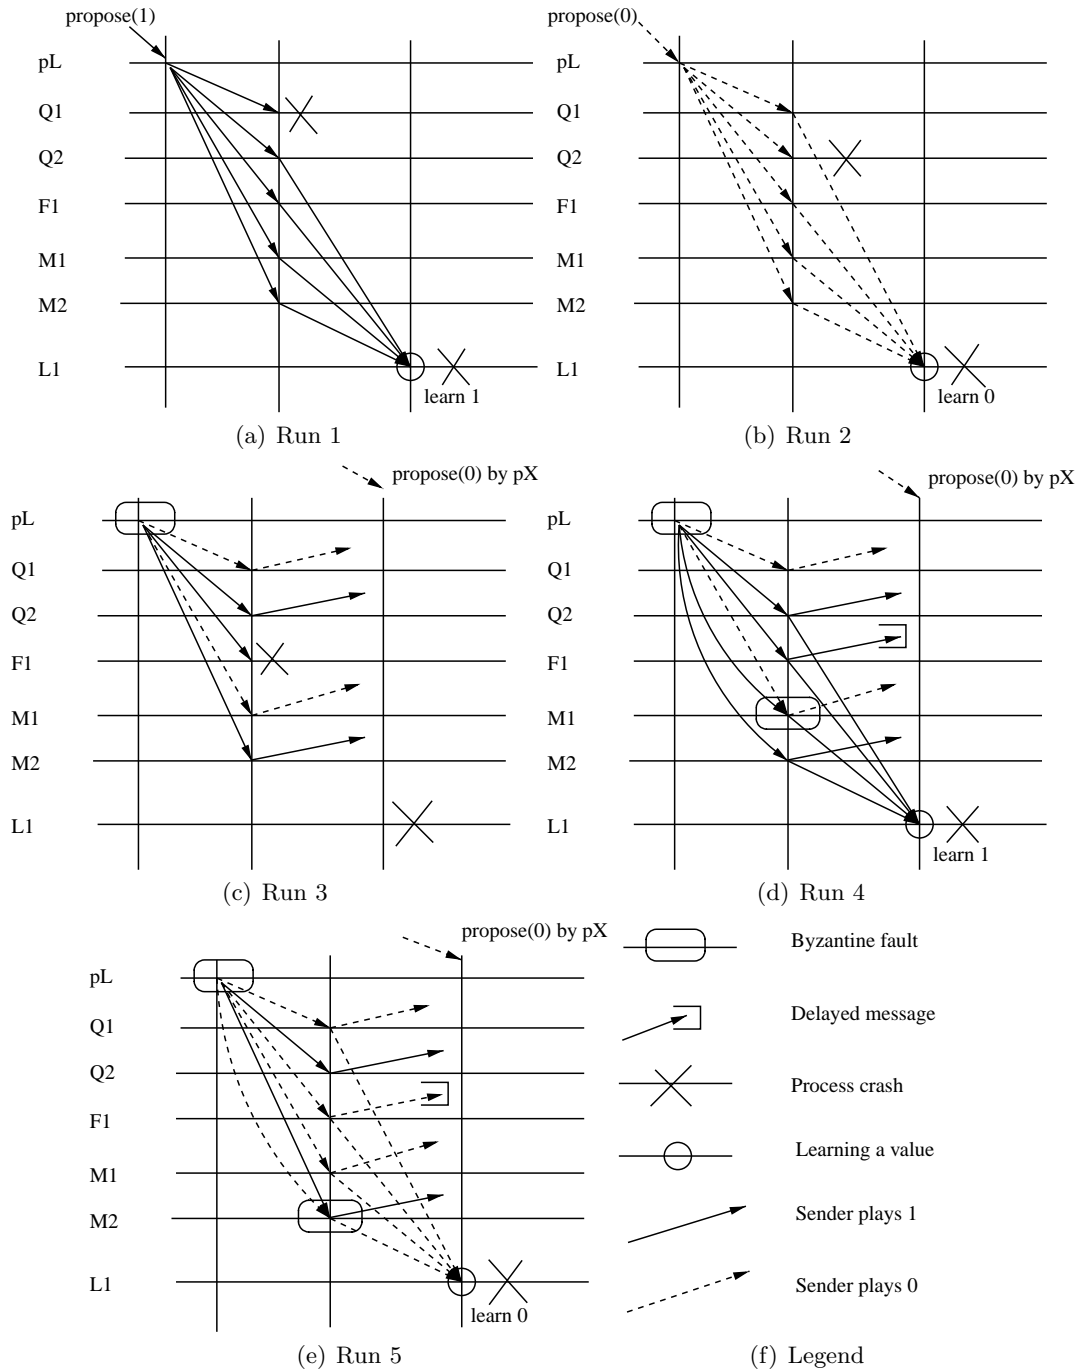 propose(1)
pL
Q1
Q2
F1
M1
M2
L1
learn 1
(a) Run 1
propose(0)
pL
Q1
Q2
F1
M1
M2
L1
learn 0
(b) Run 2
propose(0) by pX
pL
Q1
Q2
F1
M1
M2
L1
(c) Run 3
propose(0) by pX
pL
Q1
Q2
F1
M1
M2
L1
learn 1
(d) Run 4
propose(0) by pX
pL
Q1
Q2
F1
M1
M2
L1
learn 0
(e) Run 5
Byzantine fault
Delayed message
Process crash
Learning a value
Sender plays 1
Sender plays 0
(f) Legend